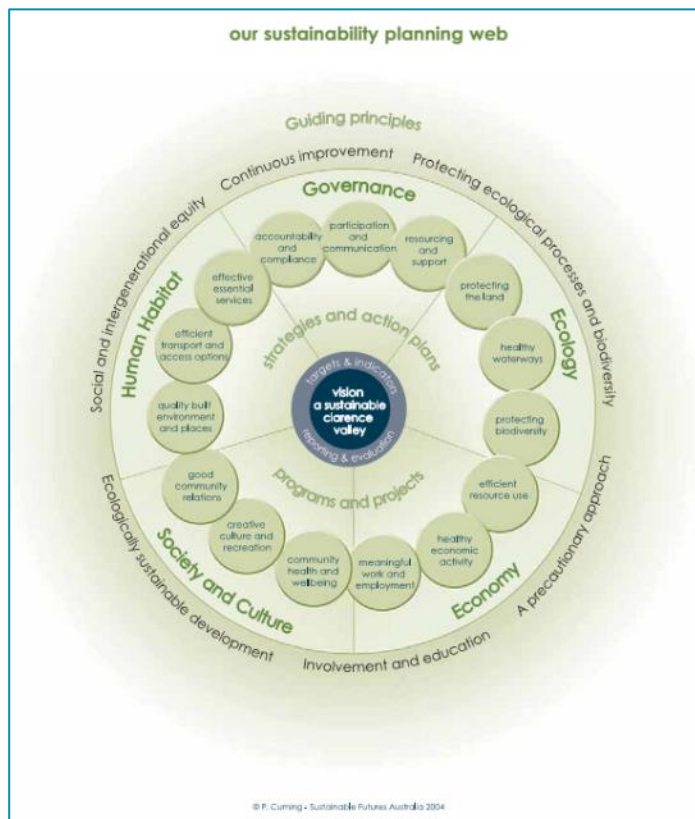 our sustainability planning web
Guiding principles
Continuous improvement
Protecting ecological processes and biodiversity
Social and intergenerational equity
Governance
accountability
and
compliance
participation
and
communication
resourcing
and
support
effective
essential
services
protecting
the land
Human Habitat
Ecology
efficient
transport and
access options
healthy
waterways
strategies and action plans
targets & indicators
vision
a sustainable
clarence
valley
reporting & evaluation
quality built
environment
and places
protecting
biodiversity
programs and projects
good
community
relations
efficient
resource use
creative
culture and
recreation
healthy
economic
activity
community
health and
wellbeing
meaningful
work and
employment
Society and Culture
Economy
Ecologically sustainable development
A precautionary approach
Involvement and education
© P. Cuming - Sustainable Futures Australia 2004